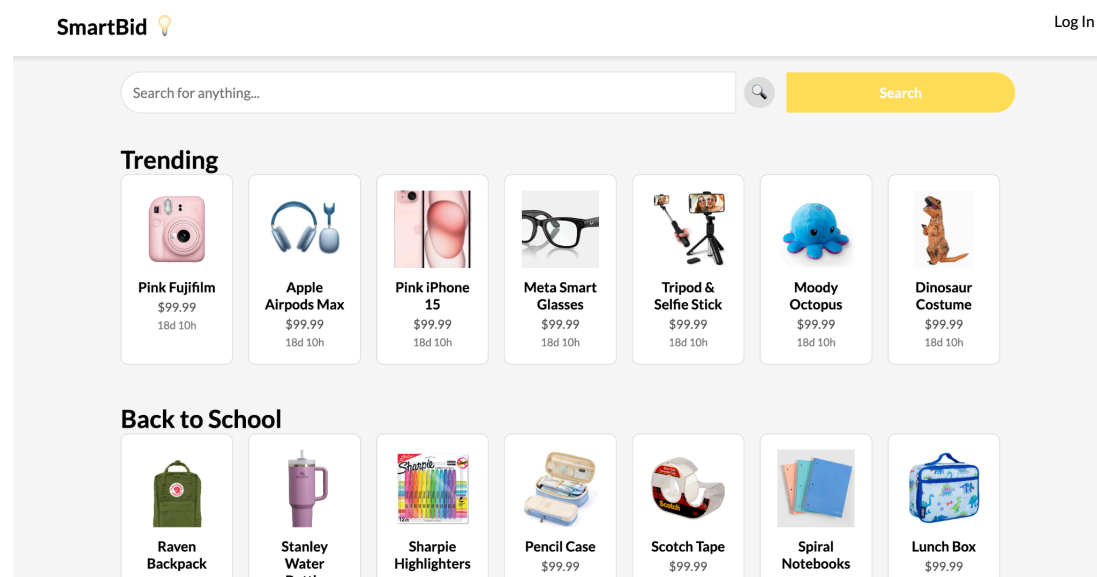 SmartBid
Log In
Search for anything...
Search
Trending
Pink Fujifilm
$99.99
18d 10h
Apple
Airpods Max
$99.99
18d 10h
Pink iPhone
15
$99.99
18d 10h
Meta Smart
Glasses
$99.99
18d 10h
Tripod &
Selfie Stick
$99.99
18d 10h
Moody
Octopus
$99.99
18d 10h
Dinosaur
Costume
$99.99
18d 10h
Back to School
Sharpie
Scotch
Raven
Backpack
Stanley
Water
Sharpie
Highlighters
Pencil Case
$99.99
Scotch Tape
$99.99
Spiral
Notebooks
Lunch Box
$99.99